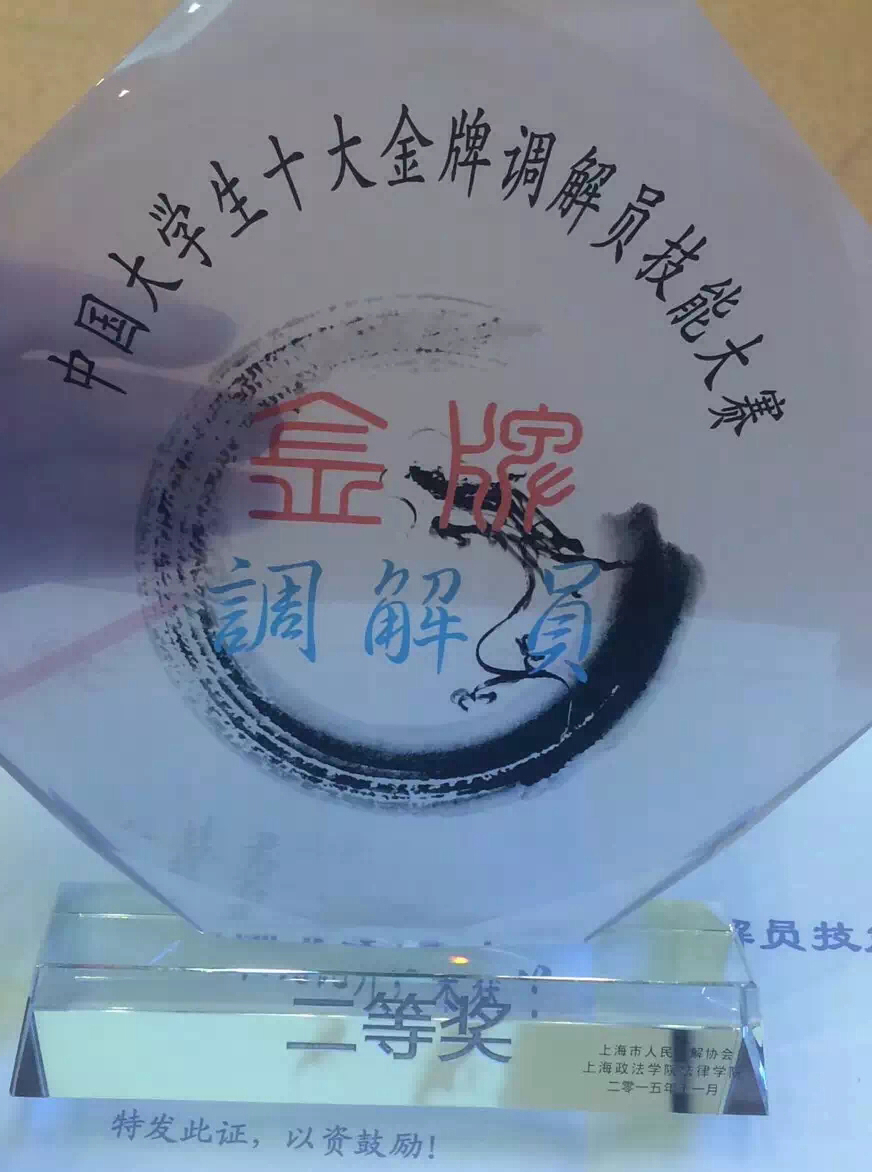 中国大学生十大金牌调解员技能大赛
金牌
調解員
解员技
二等奖
上海市人民调解协会
上海政法学院法律学院
二零一五年十一月
特发此证，以资鼓励！